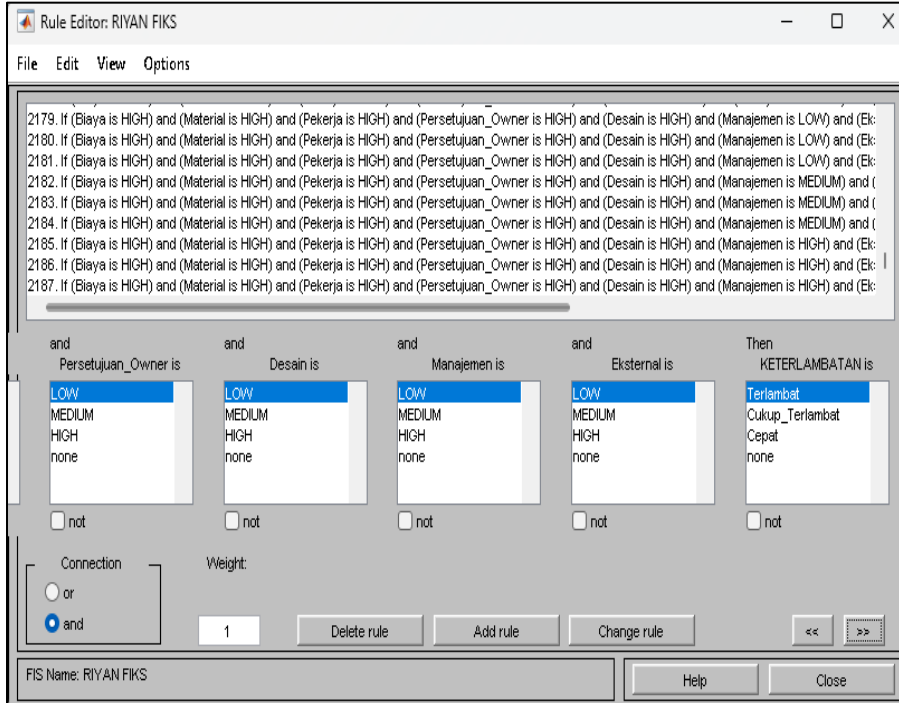 Rule Editor: RIYAN FIKS
File Edit View Options
2179. If (Biaya is HIGH) and (Material is HIGH) and (Pekerja is HIGH) and (Persetujuan_Owner is HIGH) and (Desain is HIGH) and (Manajemen is LOW) and (Ek:
2180. If (Biaya is HIGH) and (Material is HIGH) and (Pekerja is HIGH) and (Persetujuan_Owner is HIGH) and (Desain is HIGH) and (Manajemen is LOW) and (Ek:
2181. If (Biaya is HIGH) and (Material is HIGH) and (Pekerja is HIGH) and (Persetujuan_Owner is HIGH) and (Desain is HIGH) and (Manajemen is LOW) and (Ek:
2182. If (Biaya is HIGH) and (Material is HIGH) and (Pekerja is HIGH) and (Persetujuan_Owner is HIGH) and (Desain is HIGH) and (Manajemen is MEDIUM) and (
2183. If (Biaya is HIGH) and (Material is HIGH) and (Pekerja is HIGH) and (Persetujuan_Owner is HIGH) and (Desain is HIGH) and (Manajemen is MEDIUM) and (
2184. If (Biaya is HIGH) and (Material is HIGH) and (Pekerja is HIGH) and (Persetujuan_Owner is HIGH) and (Desain is HIGH) and (Manajemen is MEDIUM) and (
2185. If (Biaya is HIGH) and (Material is HIGH) and (Pekerja is HIGH) and (Persetujuan_Owner is HIGH) and (Desain is HIGH) and (Manajemen is HIGH) and (Ek:
2186. If (Biaya is HIGH) and (Material is HIGH) and (Pekerja is HIGH) and (Persetujuan_Owner is HIGH) and (Desain is HIGH) and (Manajemen is HIGH) and (Ek:
2187. If (Biaya is HIGH) and (Material is HIGH) and (Pekerja is HIGH) and (Persetujuan_Owner is HIGH) and (Desain is HIGH) and (Manajemen is HIGH) and (Ek:
and and and and Then
Persetujuan_Owner is Desain is Manajemen is Eksternal is KETERLAMBATAN is
LOW LOW LOW LOW Terlambat
MEDIUM MEDIUM MEDIUM MEDIUM Cukup_Terlambat
HIGH HIGH HIGH HIGH Cepat
none none none none none
not not not not not
Connection Weight:
or
and 1 Delete rule Add rule Change rule << >>
FIS Name: RIYAN FIKS Help Close